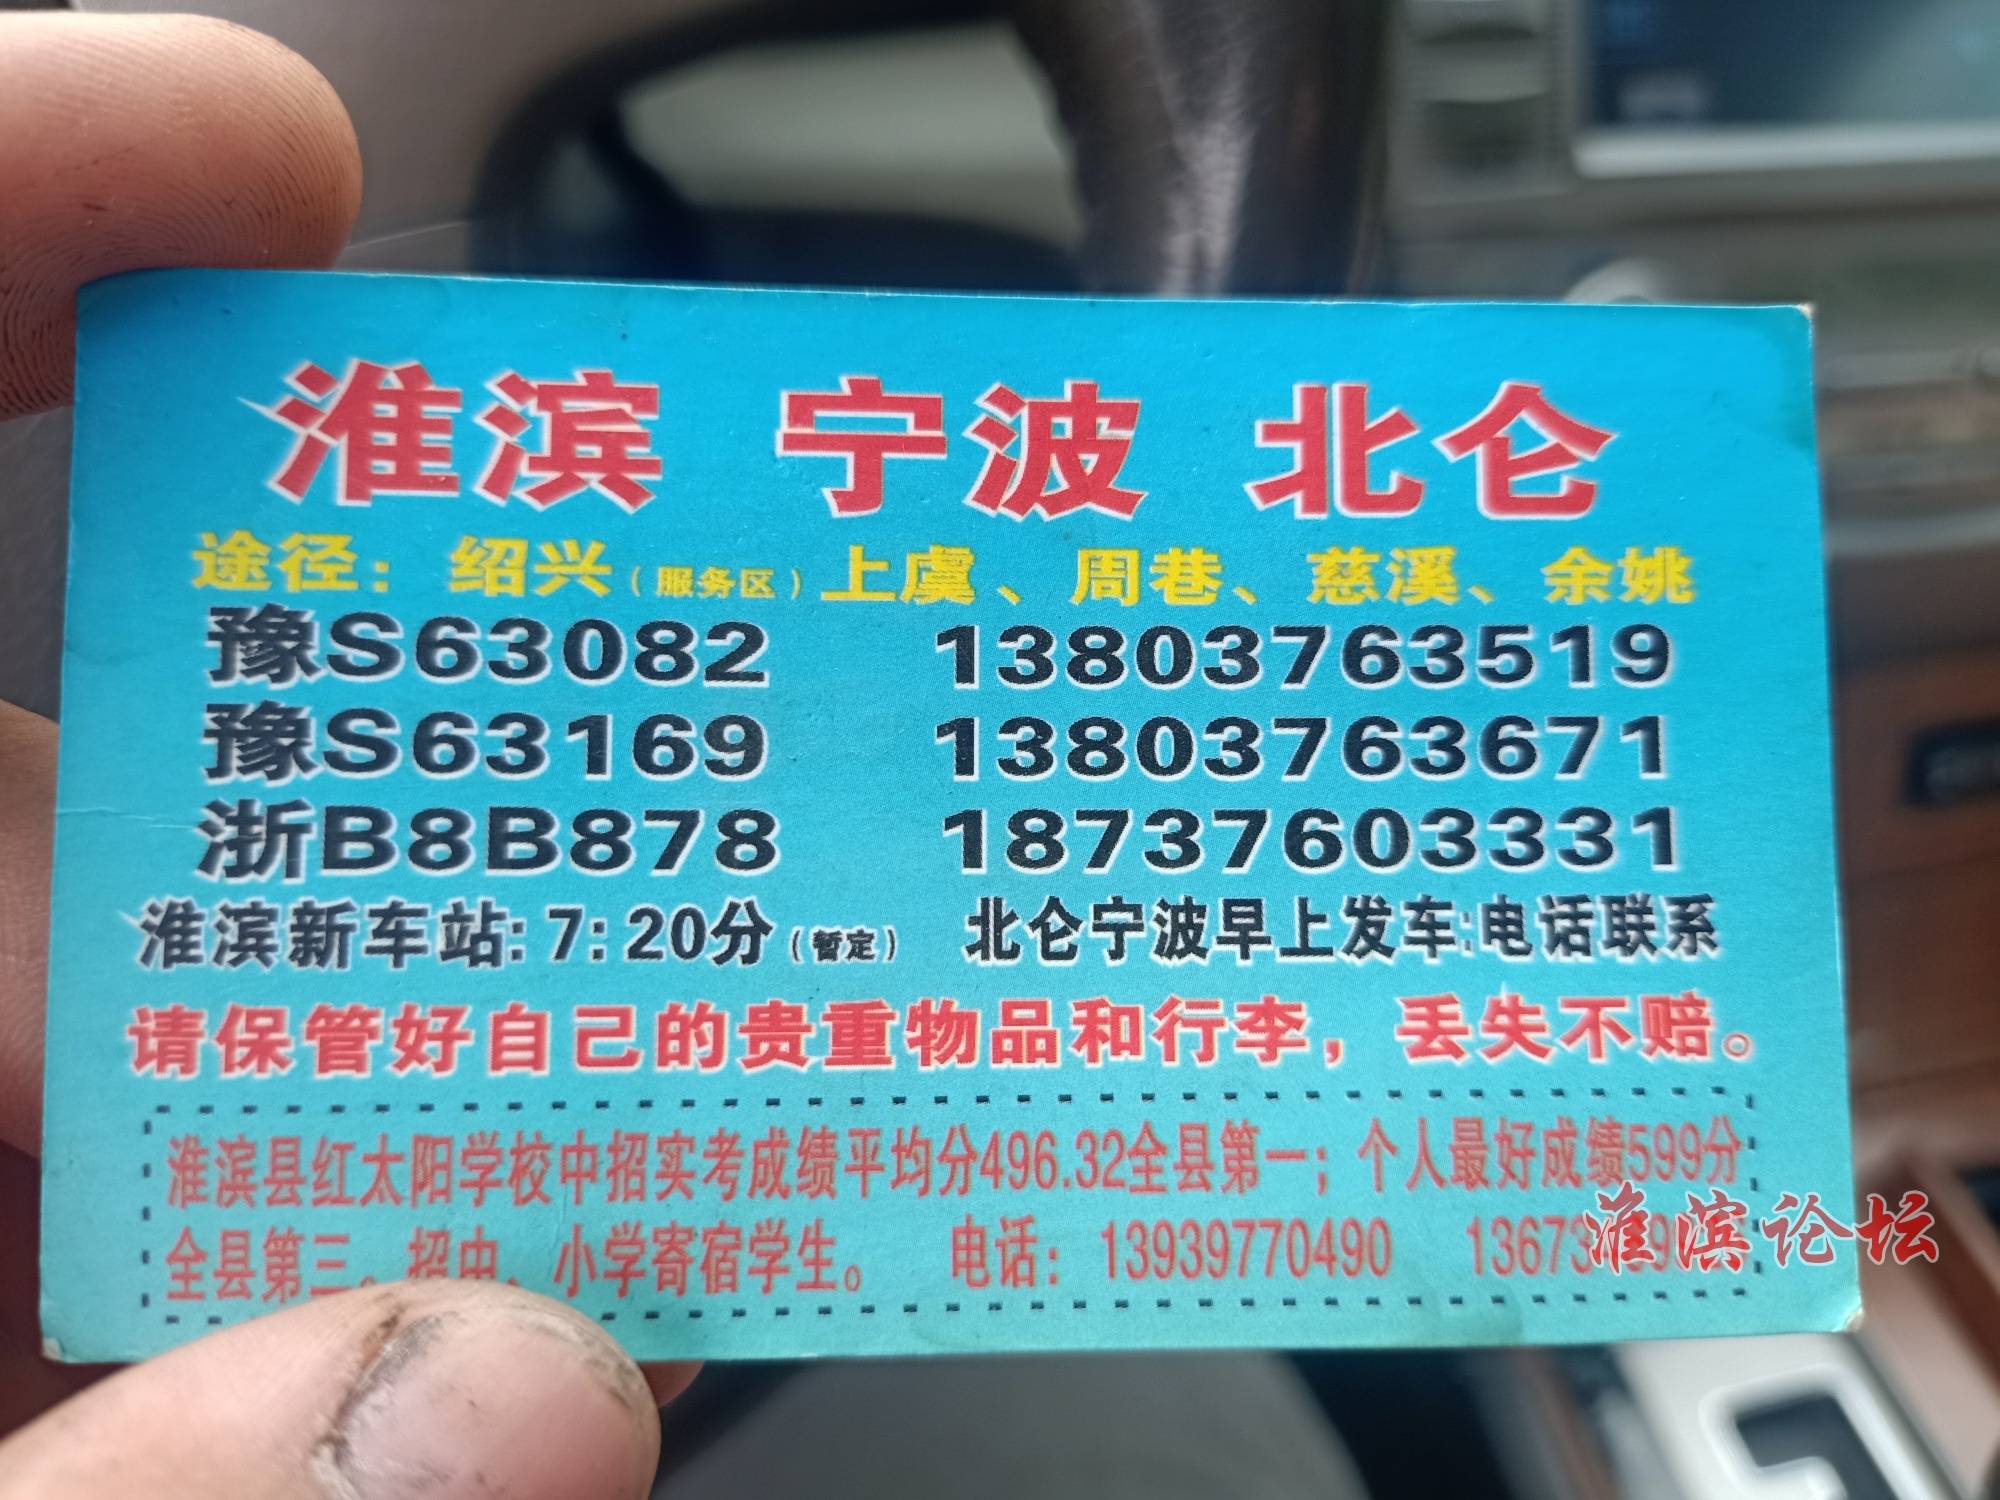 淮滨 宁波 北仑
途径：绍兴（服务区）上虞、周巷、慈溪、余姚
豫S63082 13803763519
豫S63169 13803763671
浙B8B878 18737603331
淮滨新车站:7:20分（暂定） 北仑宁波早上发车:电话联系
请保管好自己的贵重物品和行李，丢失不赔。
淮滨县红太阳学校中招实考成绩平均分496.32全县第一；个人最好成绩599分
全县第三。招中、小学寄宿学生。 电话：13939770490
淮滨论坛